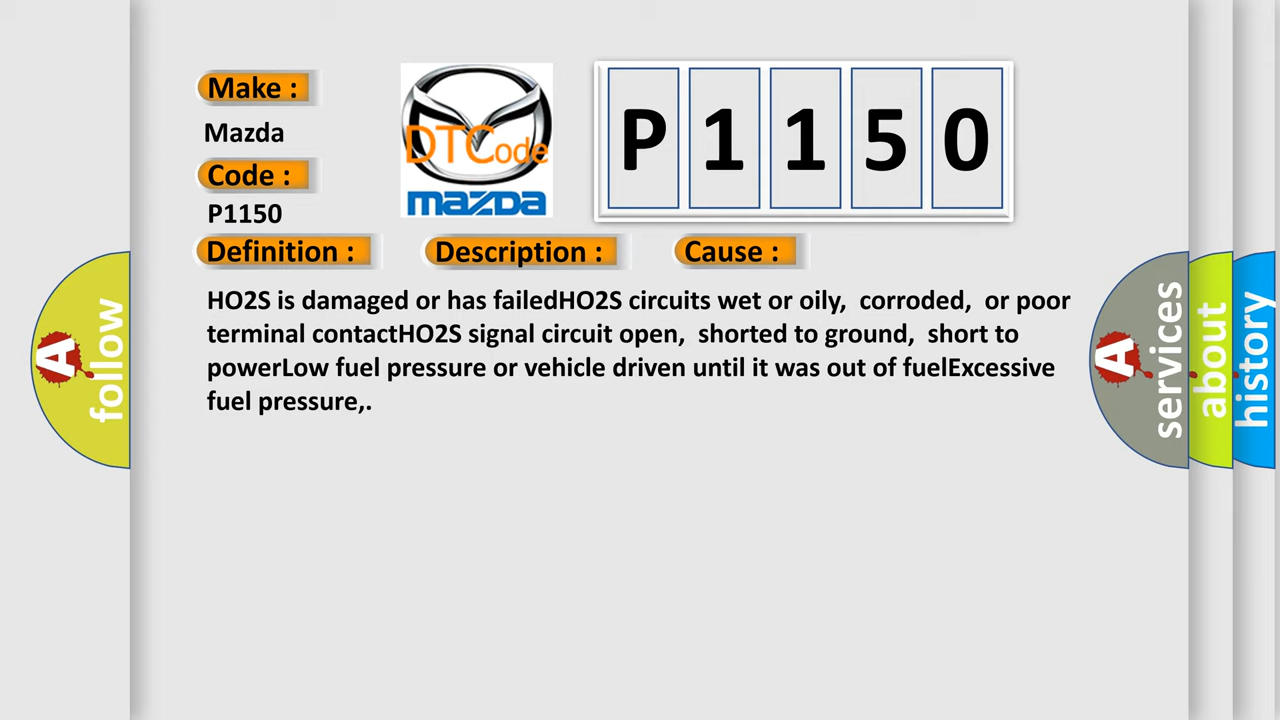 Make :
Mazda
Code :
P1150
DTCode
mazda
P 1 1 5 0
Definition :
Description :
Cause :
HO2S is damaged or has failedHO2S circuits wet or oily, corroded, or poor
terminal contactHO2S signal circuit open, shorted to ground, short to
powerLow fuel pressure or vehicle driven until it was out of fuelExcessive
fuel pressure,.
A follow
A services
about
history